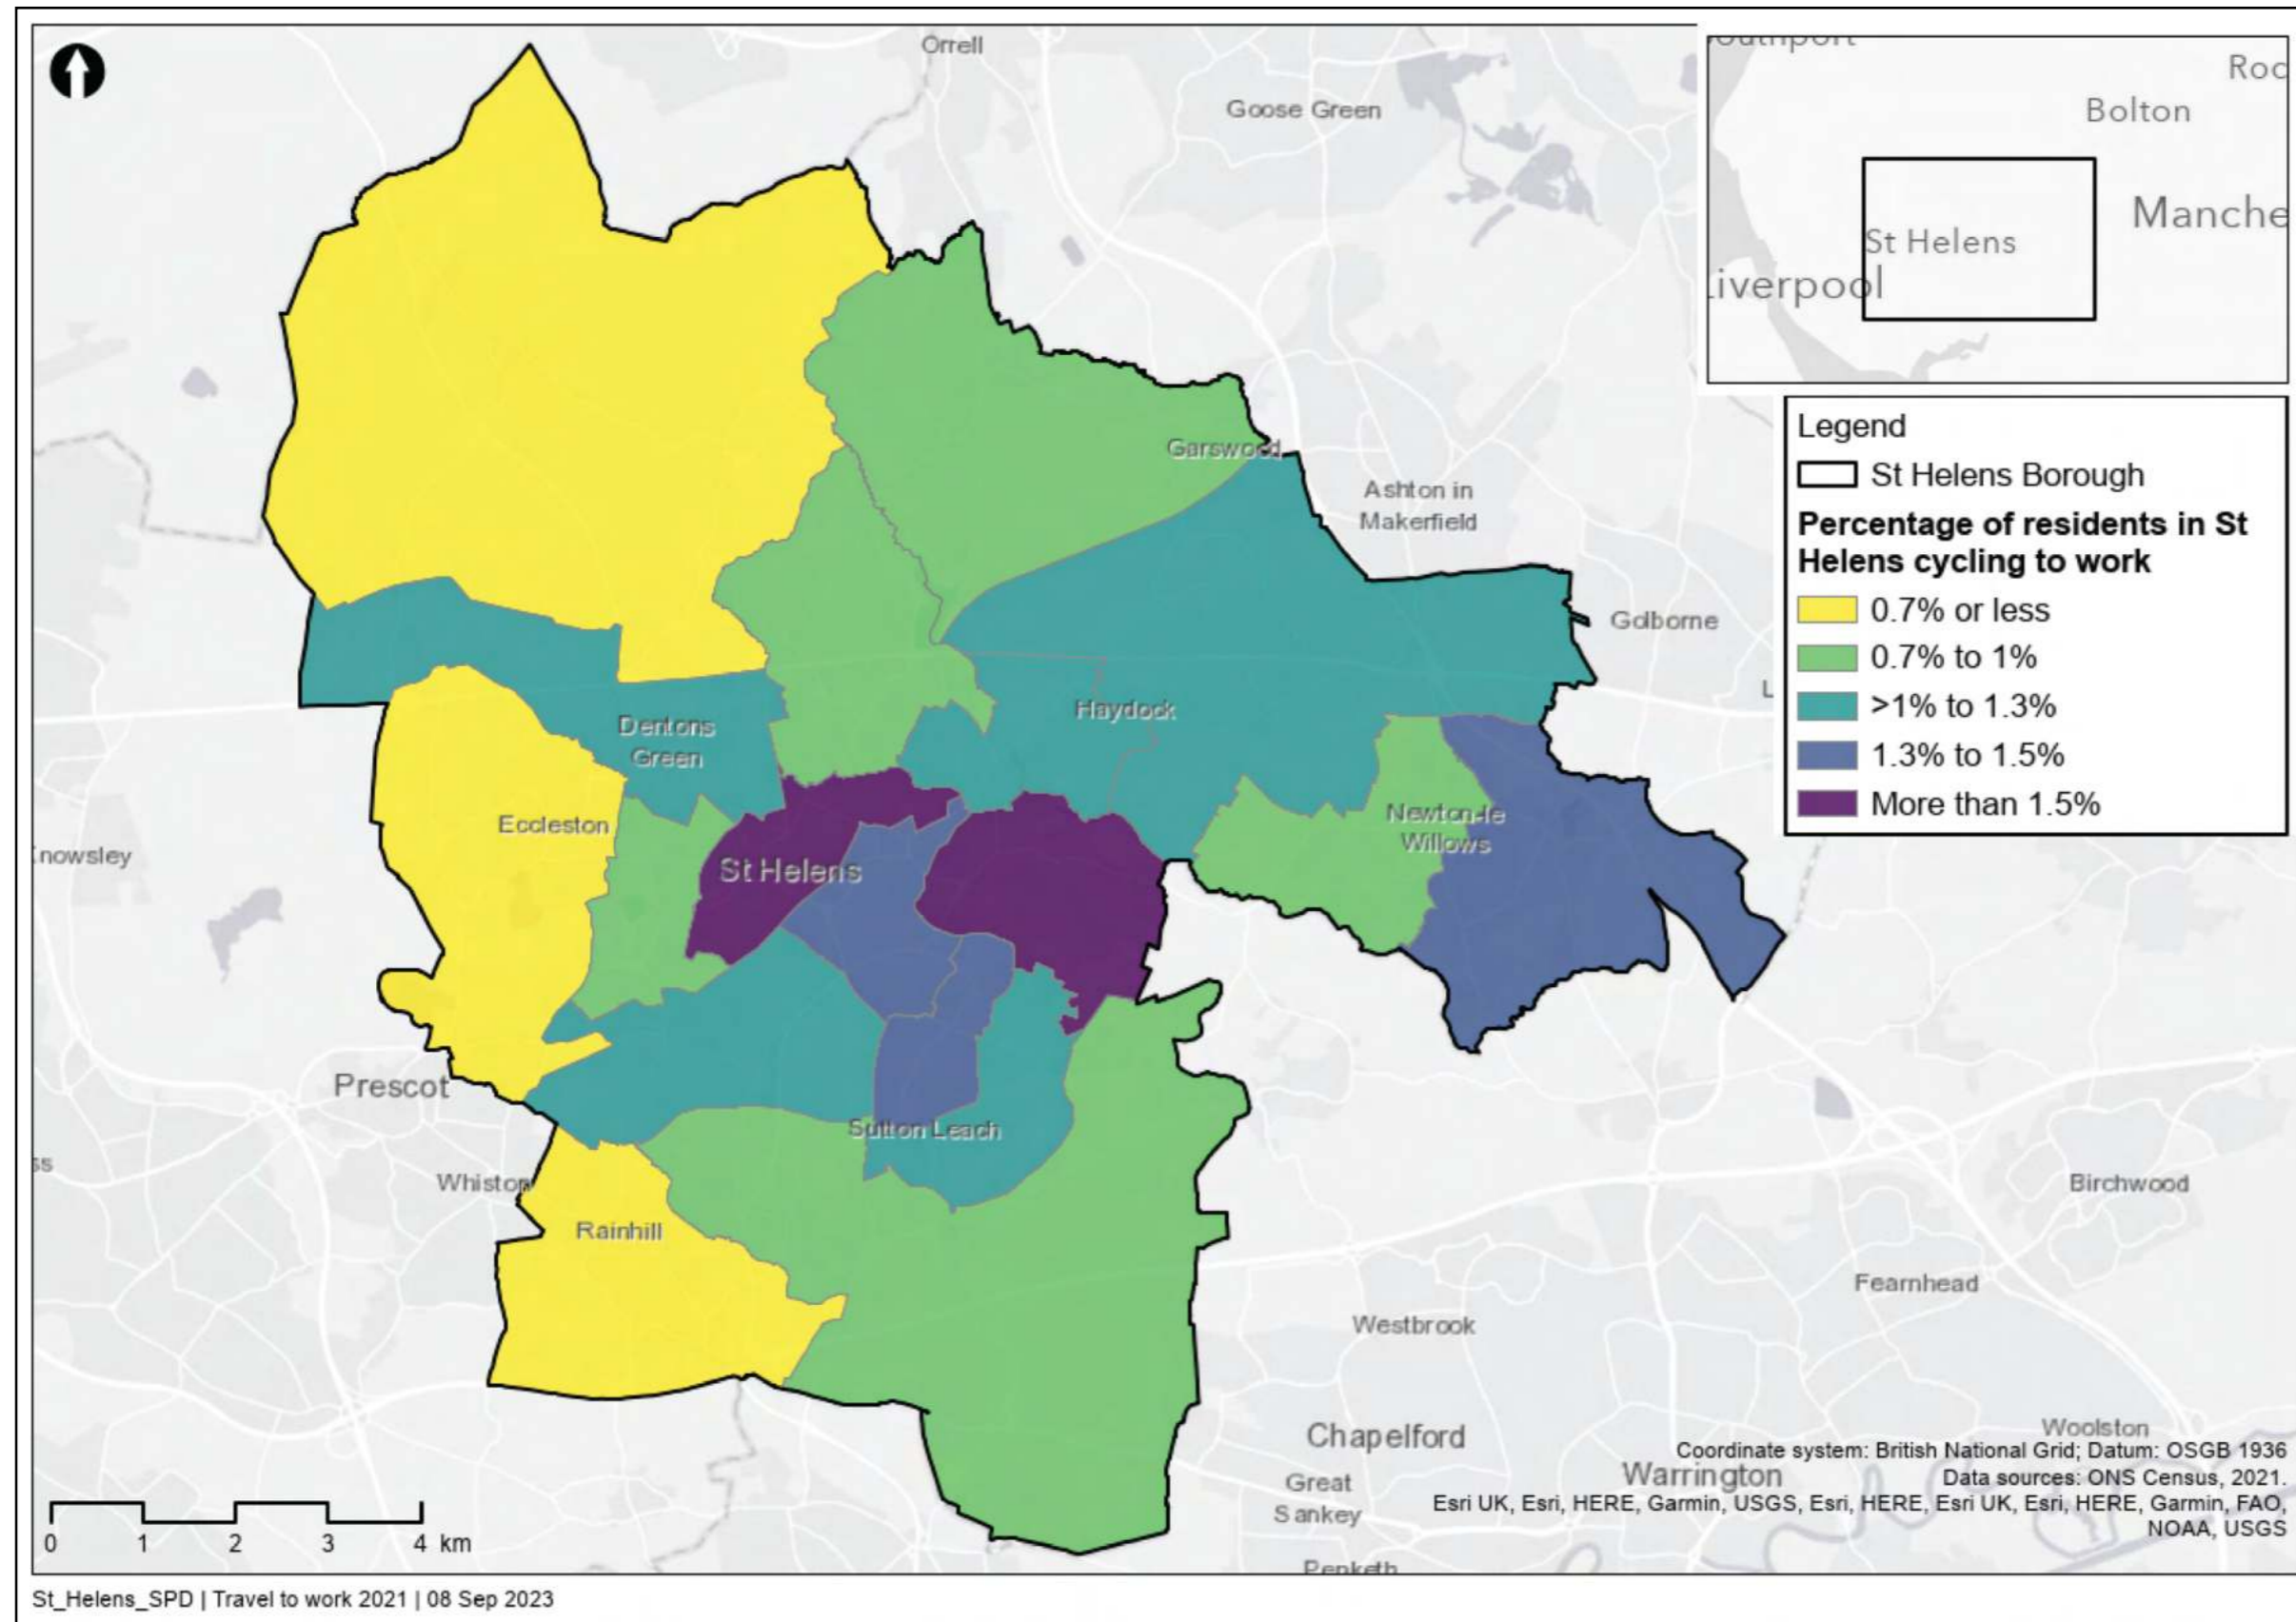 Orrell
Goose Green
Garswood
Ashton in
Makerfield
Golborne
Haydock
Dentons
Green
Eccleston
St Helens
Newton-le
Willows
Prescot
Whiston
Sutton Leach
Rainhill
Birchwood
Fearnhead
Westbrook
Chapelford
Great
Sankey
Warrington
Woolston
Penketh
Bolton
St Helens
Legend
St Helens Borough
Percentage of residents in St
Helens cycling to work
0.7% or less
0.7% to 1%
>1% to 1.3%
1.3% to 1.5%
More than 1.5%
0 1 2 3 4 km
Coordinate system: British National Grid; Datum: OSGB 1936
Data sources: ONS Census, 2021.
Esri UK, Esri, HERE, Garmin, USGS, Esri, HERE, Esri UK, Esri, HERE, Garmin, FAO,
NOAA, USGS
St_Helens_SPD | Travel to work 2021 | 08 Sep 2023